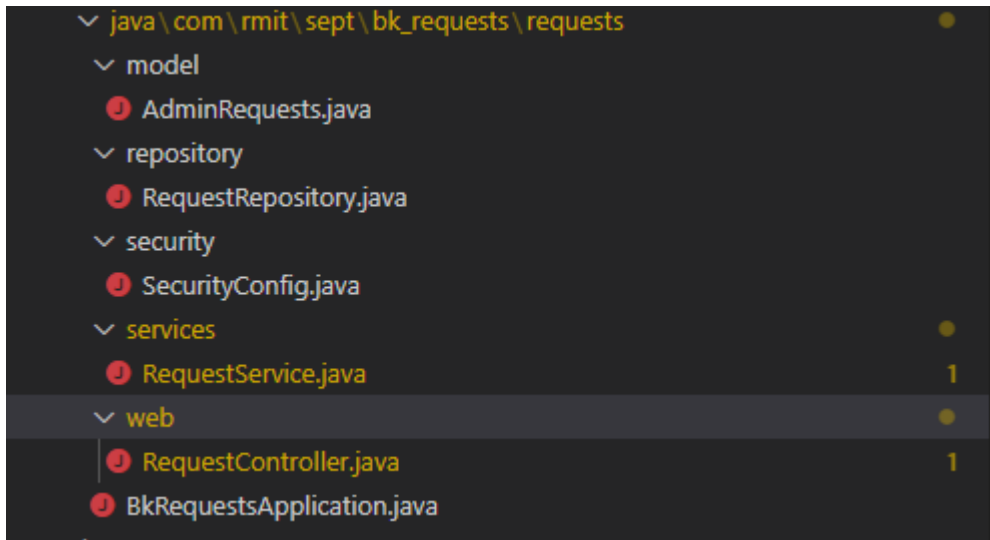 java\com\rmit\sept\bk_requests\requests
model
J AdminRequests.java
repository
J RequestRepository.java
security
J SecurityConfig.java
services
J RequestService.java 1
web
J RequestController.java 1
J BkRequestsApplication.java